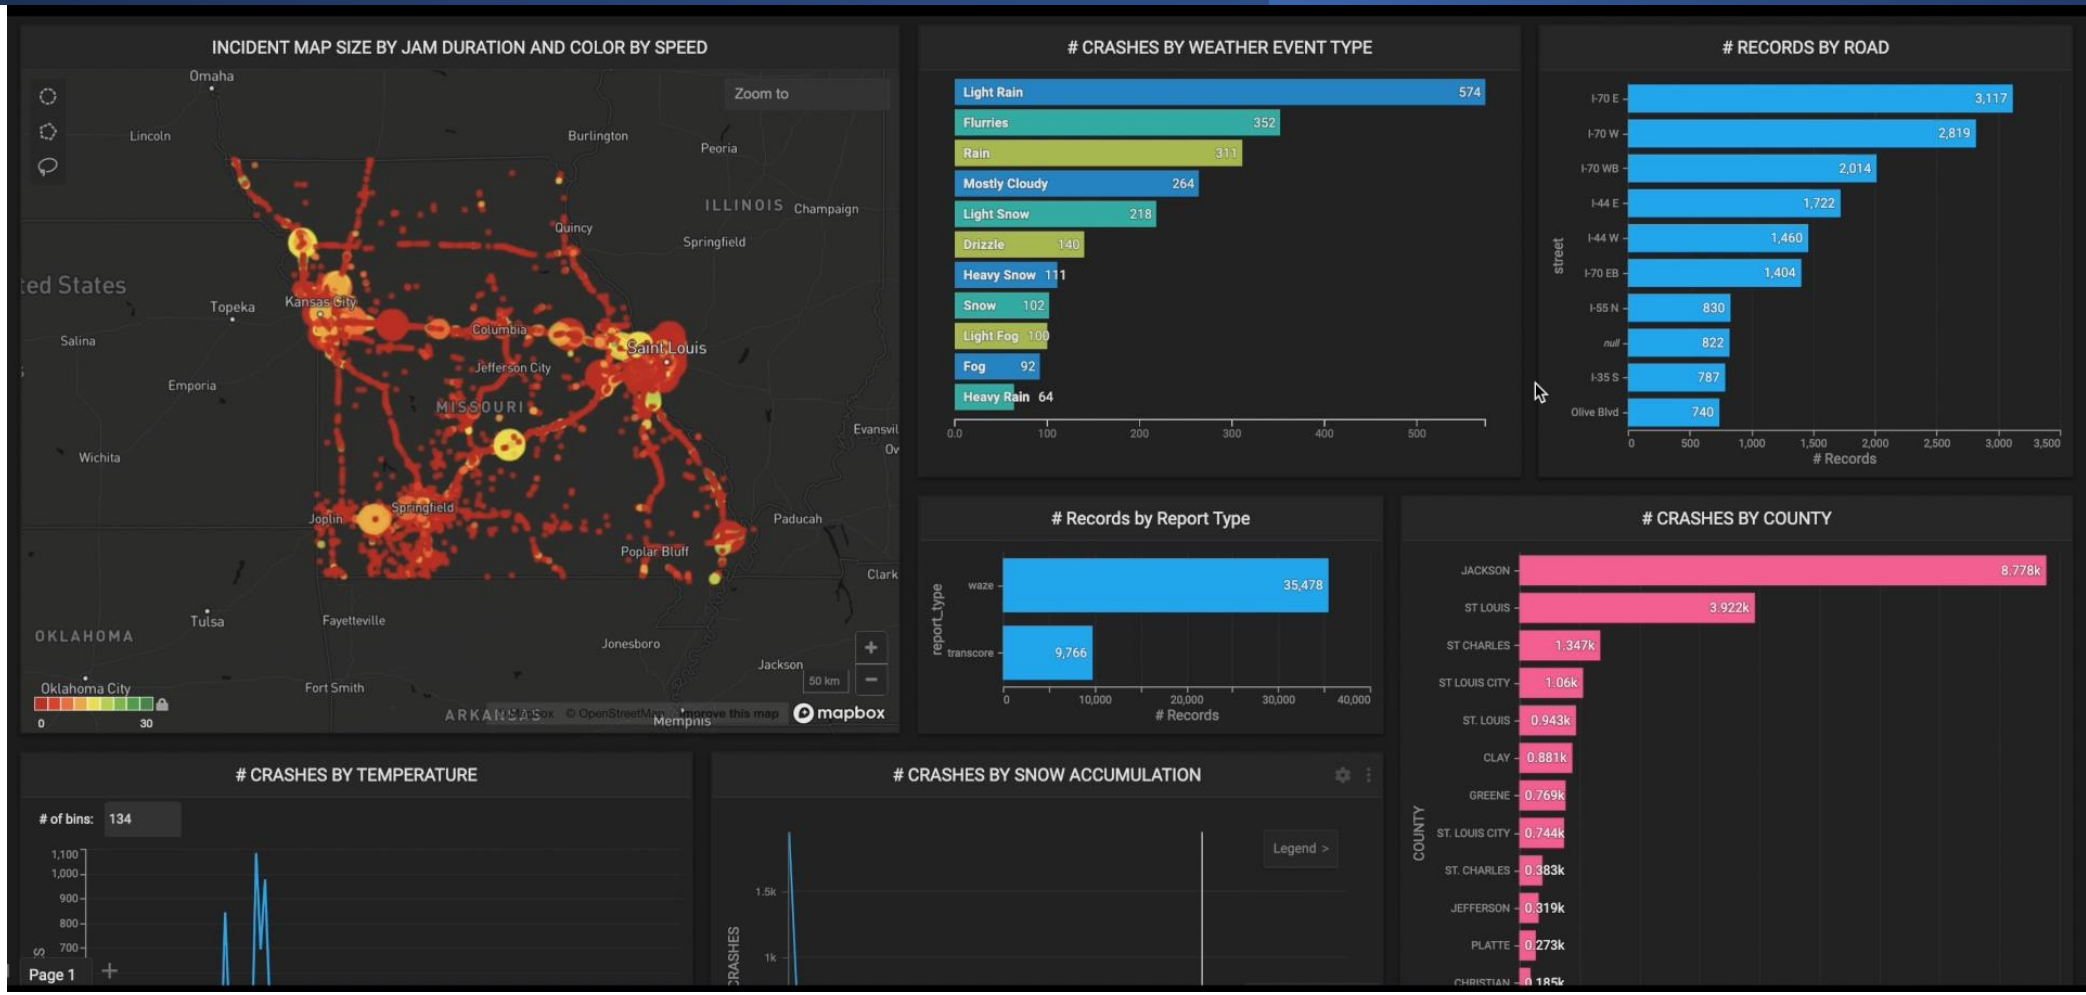 INCIDENT MAP SIZE BY JAM DURATION AND COLOR BY SPEED
Zoom to
Omaha
Lincoln
Burlington
Peoria
ILLINOIS
Champaign
Quincy
Springfield
ted States
Topeka
Kansas City
Salina
Columbia
Saint Louis
Jefferson City
Emporia
MISSOURI
Evansvil
Ov
Wichita
Joplin
Springfield
Paducah
Poplar Bluff
Clark
Tulsa
Fayetteville
OKLAHOMA
Jonesboro
Jackson
Oklahoma City
Fort Smith
50 km
+
−
0 30
ARKANSAS
© OpenStreetMap
Improve this map
Memphis
mapbox
# CRASHES BY WEATHER EVENT TYPE
Light Rain 574
Flurries 352
Rain 311
Mostly Cloudy 264
Light Snow 218
Drizzle 140
Heavy Snow 111
Snow 102
Light Fog 100
Fog 92
Heavy Rain 64
0.0 100 200 300 400 500
# RECORDS BY ROAD
street
I-70 E 3,117
I-70 W 2,819
I-70 WB 2,014
I-44 E 1,722
I-44 W 1,460
I-70 EB 1,404
I-55 N 830
null 822
I-35 S 787
Olive Blvd 740
0 500 1,000 1,500 2,000 2,500 3,000 3,500
# Records
# Records by Report Type
report_type
waze 35,478
transcore 9,766
0 10,000 20,000 30,000 40,000
# Records
# CRASHES BY COUNTY
COUNTY
JACKSON 8.778k
ST LOUIS 3.922k
ST CHARLES 1.347k
ST LOUIS CITY 1.06k
ST. LOUIS 0.943k
CLAY 0.881k
GREENE 0.769k
ST. LOUIS CITY 0.744k
ST. CHARLES 0.383k
JEFFERSON 0.319k
PLATTE 0.273k
CHRISTIAN 0.185k
# CRASHES BY TEMPERATURE
# of bins: 134
1,100
1,000
900
800
700
S
Page 1 +
# CRASHES BY SNOW ACCUMULATION
Legend >
1.5k
1k
CRASHES